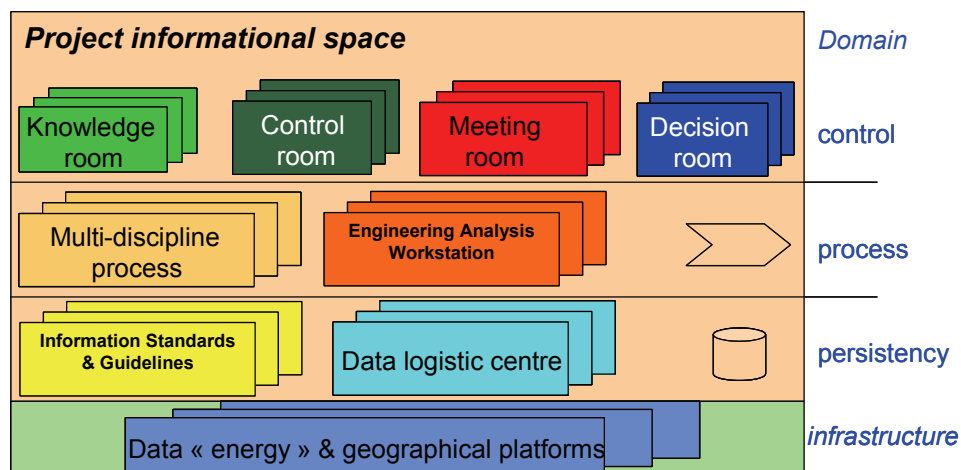 Project informational space
Domain
Knowledge
room
Control
room
Meeting
room
Decision
room
control
Multi-discipline
process
Engineering Analysis
Workstation
process
Information Standards
& Guidelines
Data logistic centre
persistency
Data « energy » & geographical platforms
infrastructure